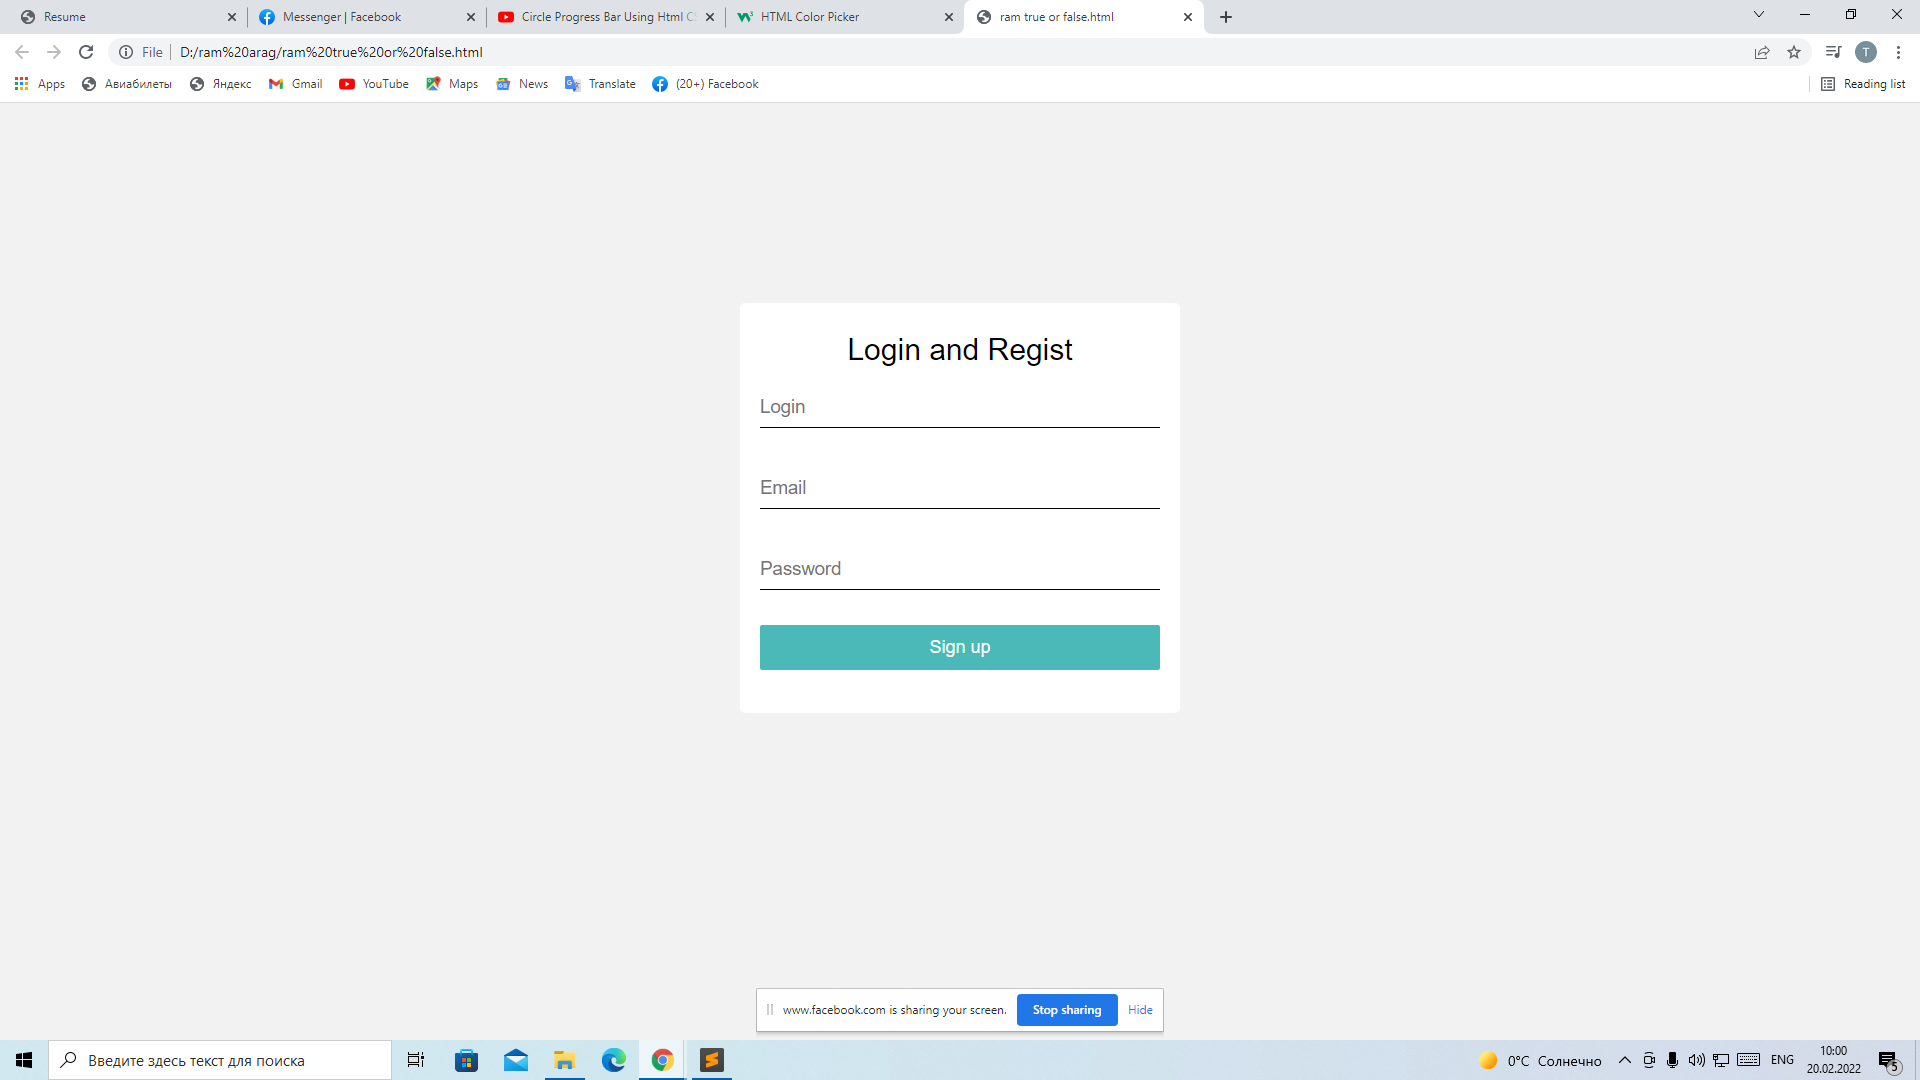 Resume
Messenger | Facebook
Circle Progress Bar Using Html C
HTML Color Picker
ram true or false.html
File
D:/ram%20arag/ram%20true%20or%20false.html
T
Apps
Авиабилеты
Яндекс
Gmail
YouTube
Maps
News
Translate
(20+) Facebook
Reading list
Login and Regist
Login
Email
Password
Sign up
www.facebook.com is sharing your screen.
Stop sharing
Hide
Введите здесь текст для поиска
0°C Солнечно
ENG
10:00
20.02.2022
5